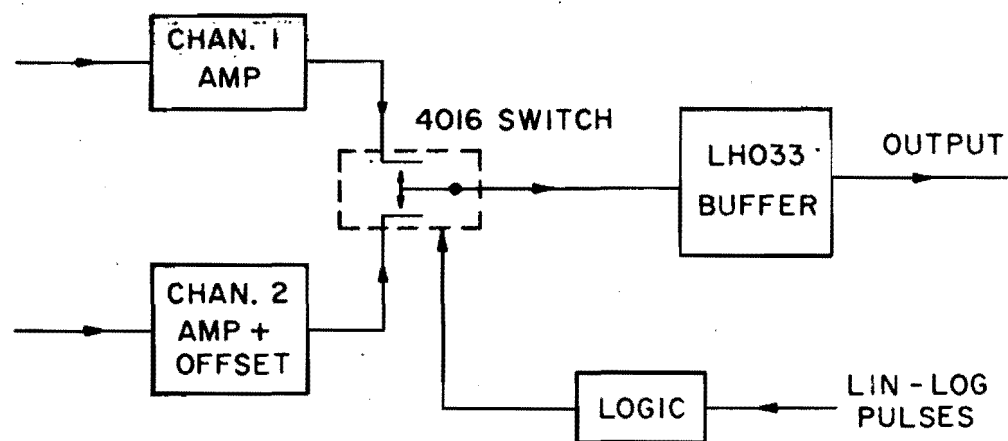 CHAN. 1
AMP
4016 SWITCH
LH033
BUFFER
OUTPUT
CHAN. 2
AMP +
OFFSET
LOGIC
LIN - LOG
PULSES